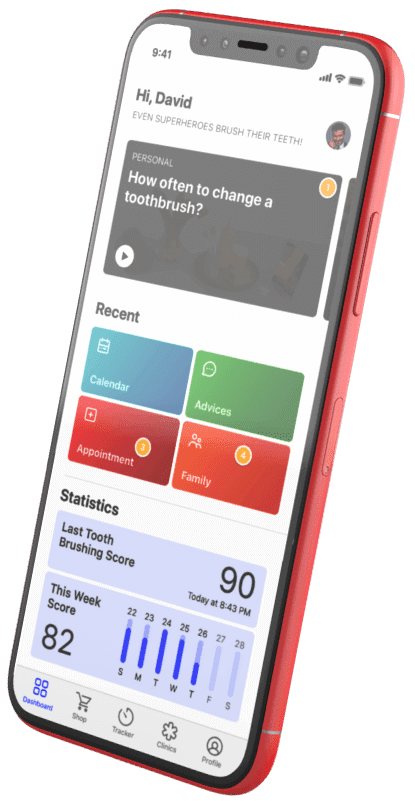 9:41
Hi, David
EVEN SUPERHEROES BRUSH THEIR TEETH!
PERSONAL
1
How often to change a
toothbrush?
Recent
Calendar
Advices
Appointment
2
Family
4
Statistics
Last Tooth
Brushing Score
90
Today at 8:43 PM
This Week
Score
82
22 23 24 25 26 27 28
S M T W T F S
Dashboard
Shop
Tracker
Clinics
Profile